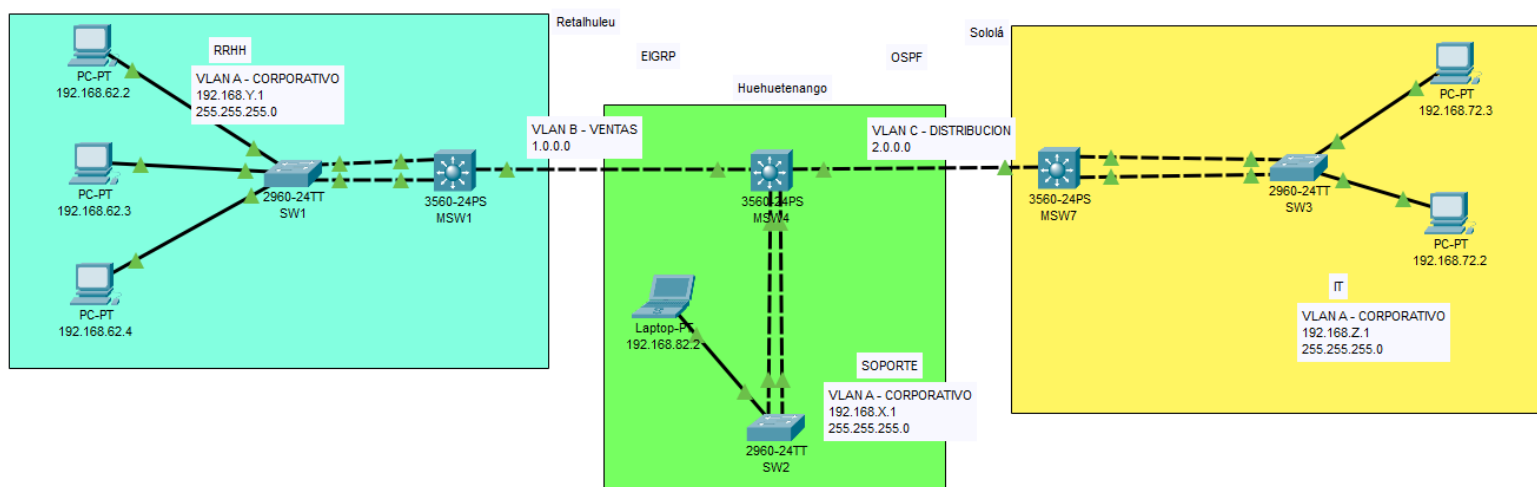 Retalhuleu
RRHH
VLAN A - CORPORATIVO
192.168.Y.1
255.255.255.0
PC-PT
192.168.62.2
PC-PT
192.168.62.3
PC-PT
192.168.62.4
2960-24TT
SW1
3560-24PS
MSW1
EIGRP
OSPF
VLAN B - VENTAS
1.0.0.0
Huehuetenango
VLAN C - DISTRIBUCION
2.0.0.0
3560-24PS
MSW4
Laptop-PT
192.168.82.2
SOPORTE
VLAN A - CORPORATIVO
192.168.X.1
255.255.255.0
2960-24TT
SW2
Sololá
3560-24PS
MSW7
2960-24TT
SW3
PC-PT
192.168.72.3
PC-PT
192.168.72.2
IT
VLAN A - CORPORATIVO
192.168.Z.1
255.255.255.0